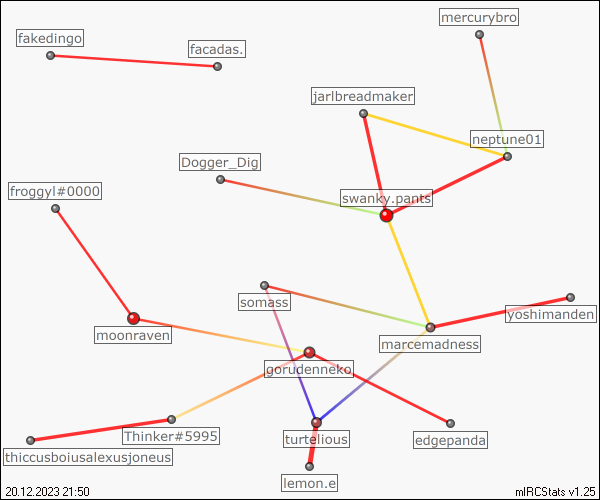 mercurybro
fakedingo
facadas.
jarlbreadmaker
neptune01
Dogger_Dig
froggyl#0000
swanky.pants
somass
yoshimanden
moonraven
marcemadness
gorudenneko
Thinker#5995
turtelious
edgepanda
thiccusboiusalexusjoneus
lemon.e
20.12.2023 21:50
mIRCStats v1.25